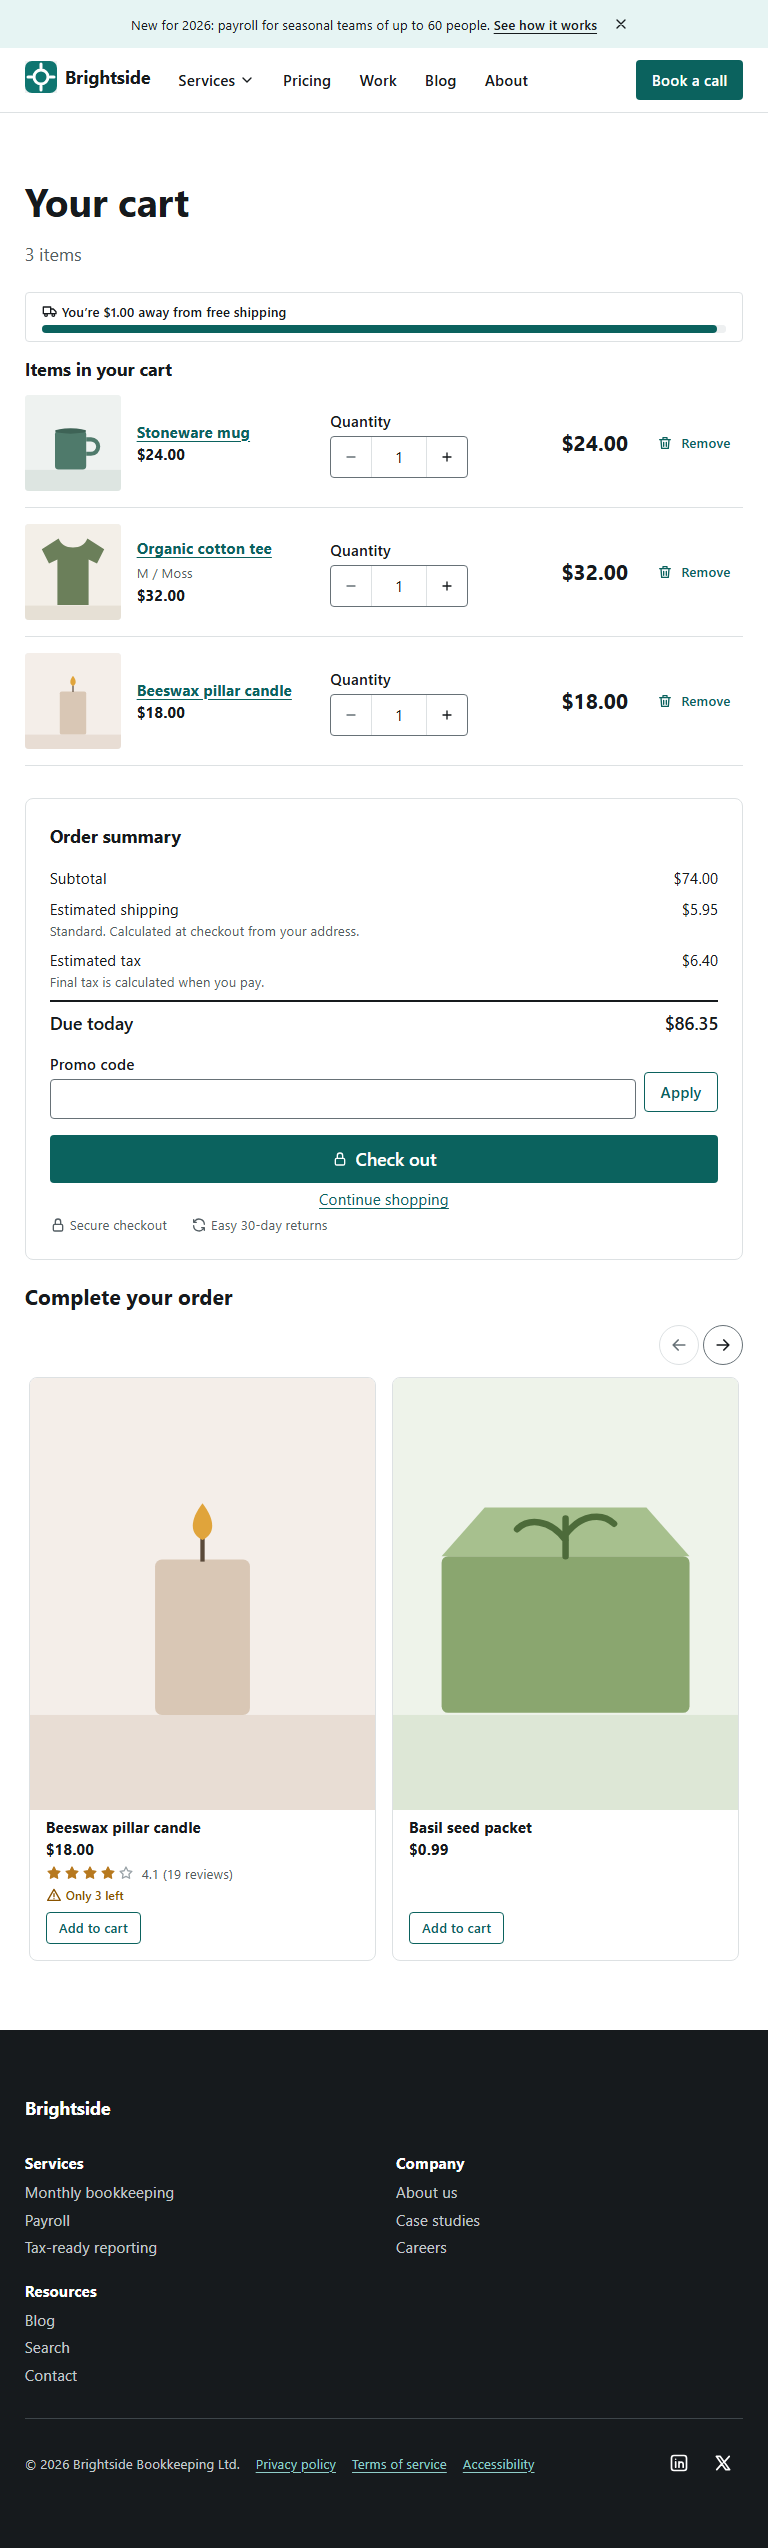 New for 2026: payroll for seasonal teams of up to 60 people. See how it works
Brightside
Services
Pricing
Work
Blog
About
Book a call
Your cart
3 items
You're $1.00 away from free shipping
Items in your cart
Stoneware mug
$24.00
Quantity
1
$24.00
Remove
Organic cotton tee
M / Moss
$32.00
Quantity
1
$32.00
Remove
Beeswax pillar candle
$18.00
Quantity
1
$18.00
Remove
Order summary
Subtotal $74.00
Estimated shipping $5.95
Standard. Calculated at checkout from your address.
Estimated tax $6.40
Final tax is calculated when you pay.
Due today $86.35
Promo code
Apply
Check out
Continue shopping
Secure checkout
Easy 30-day returns
Complete your order
Beeswax pillar candle
$18.00
4.1 (19 reviews)
Only 3 left
Add to cart
Basil seed packet
$0.99
Add to cart
Brightside
Services
Monthly bookkeeping
Payroll
Tax-ready reporting
Company
About us
Case studies
Careers
Resources
Blog
Search
Contact
© 2026 Brightside Bookkeeping Ltd. Privacy policy Terms of service Accessibility